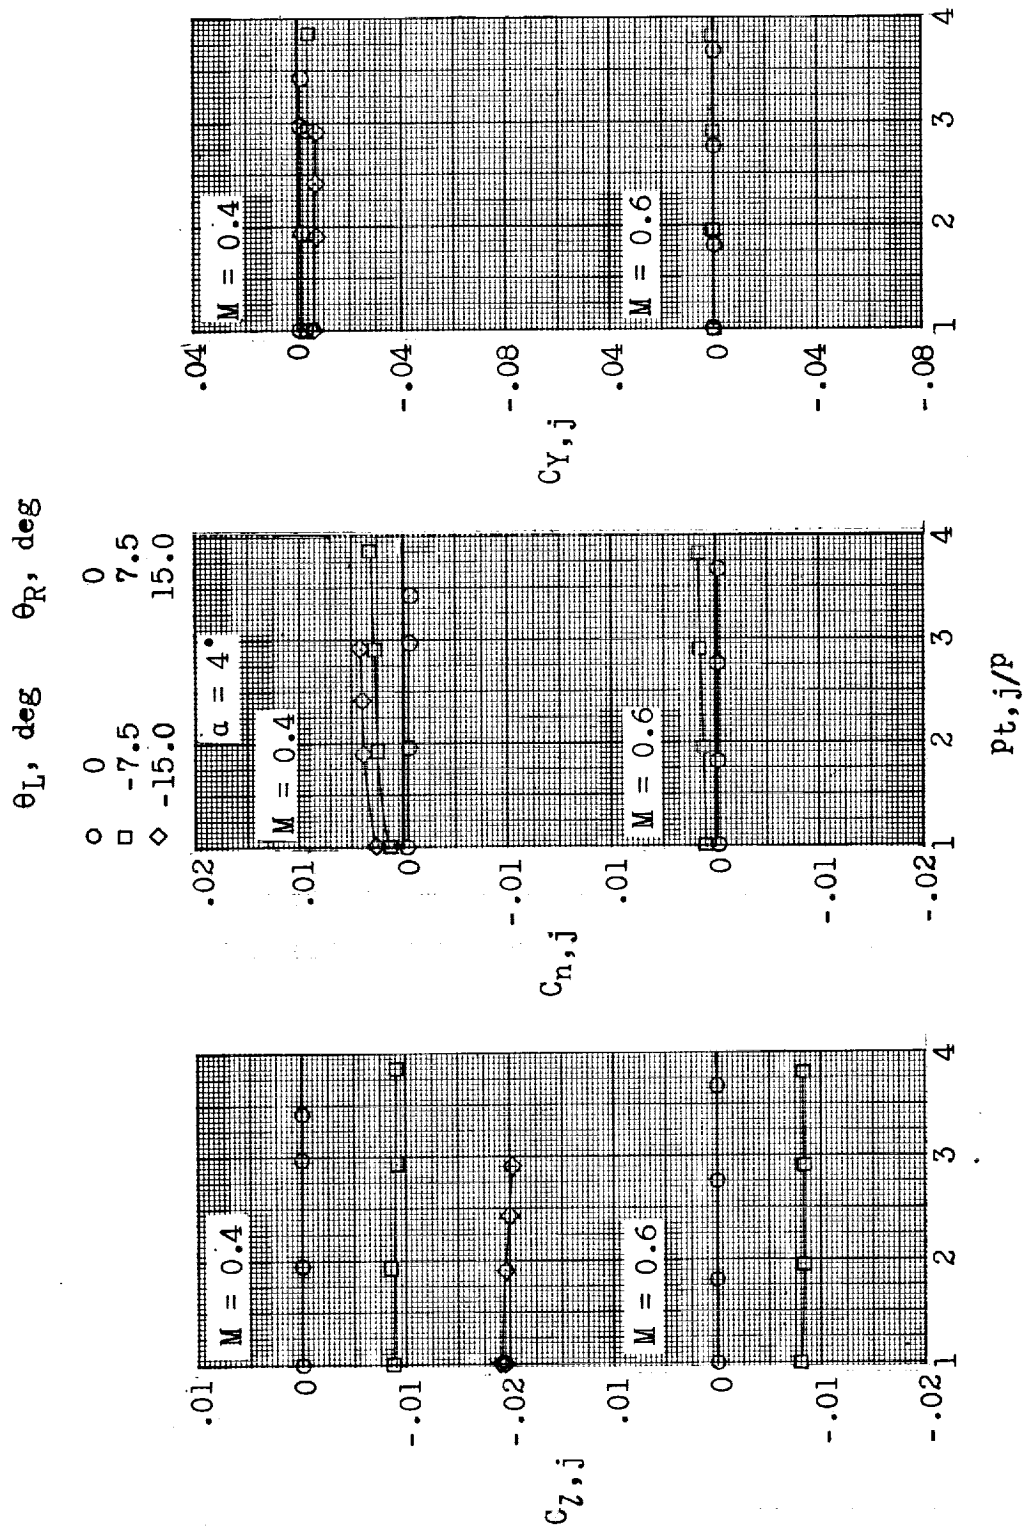 θL, deg θR, deg
○ 0 0
□ -7.5 7.5
◇ -15.0 15.0
.01
0
-.01
-.02
.01
0
-.01
-.02
M = 0.4
M = 0.6
1 2 3 4
Cl,j
.02
.01
0
-.01
.01
0
-.01
-.02
α = 4°
M = 0.4
M = 0.6
1 2 3 4
Cn,j
pt,j/p
.04
0
-.04
-.08
.04
0
-.04
-.08
M = 0.4
M = 0.6
1 2 3 4
CY,j